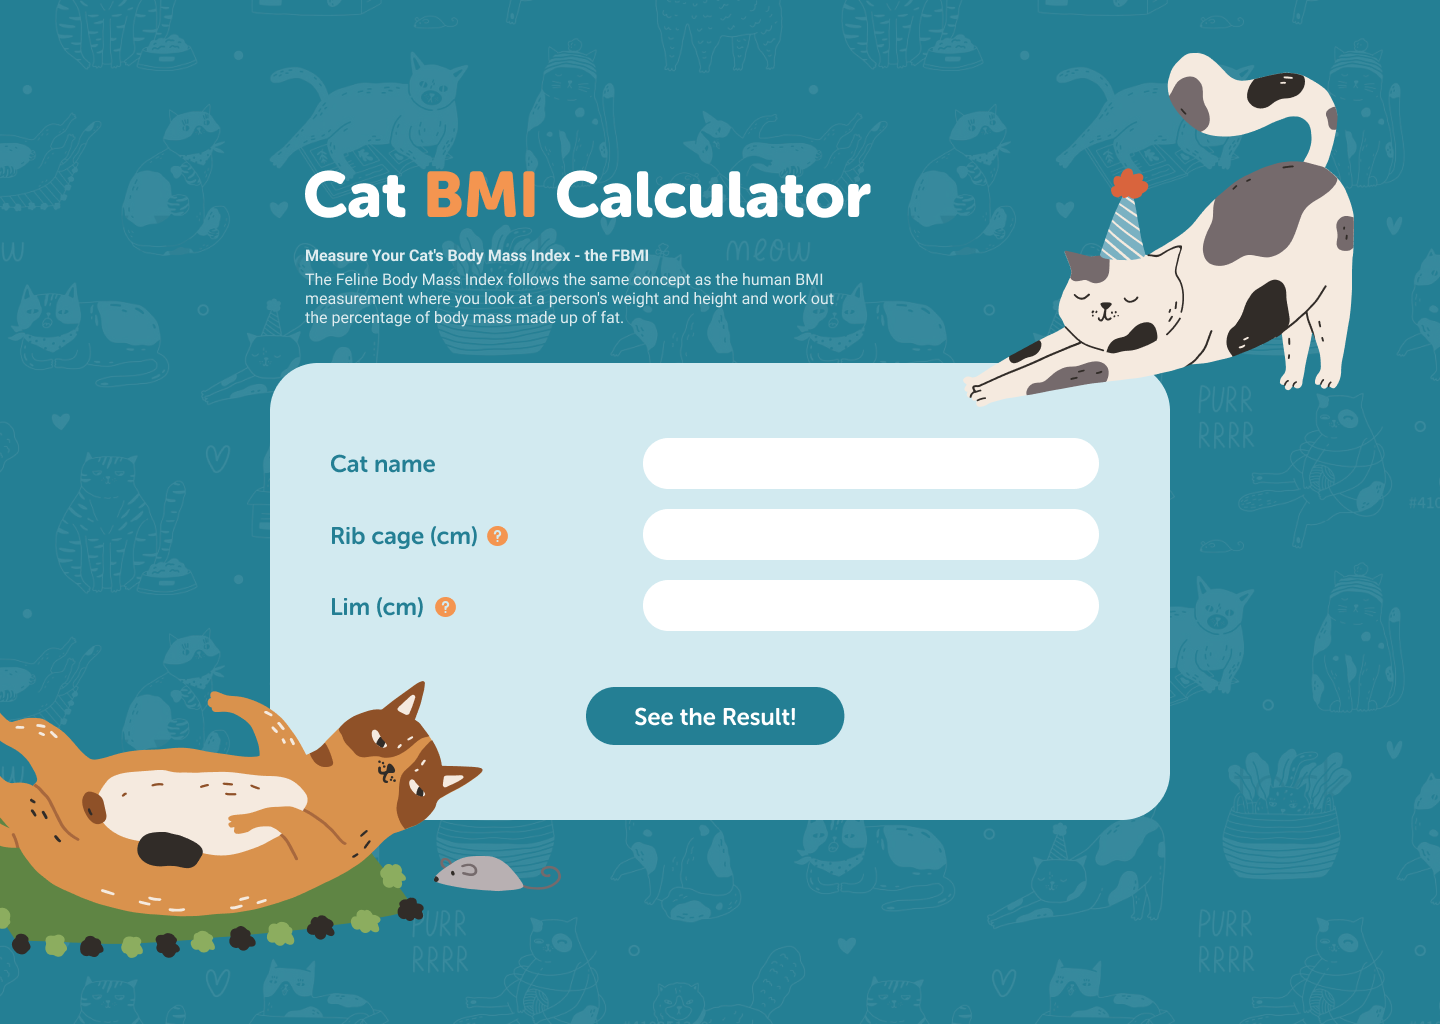 Cat BMI Calculator
Measure Your Cat's Body Mass Index - the FBMI
The Feline Body Mass Index follows the same concept as the human BMI
measurement where you look at a person's weight and height and work out
the percentage of body mass made up of fat.
meow
Cat name
Rib cage (cm) ?
Lim (cm) ?
See the Result!
PURR
RRRR
PURR
RRRR
PURR
RRRR